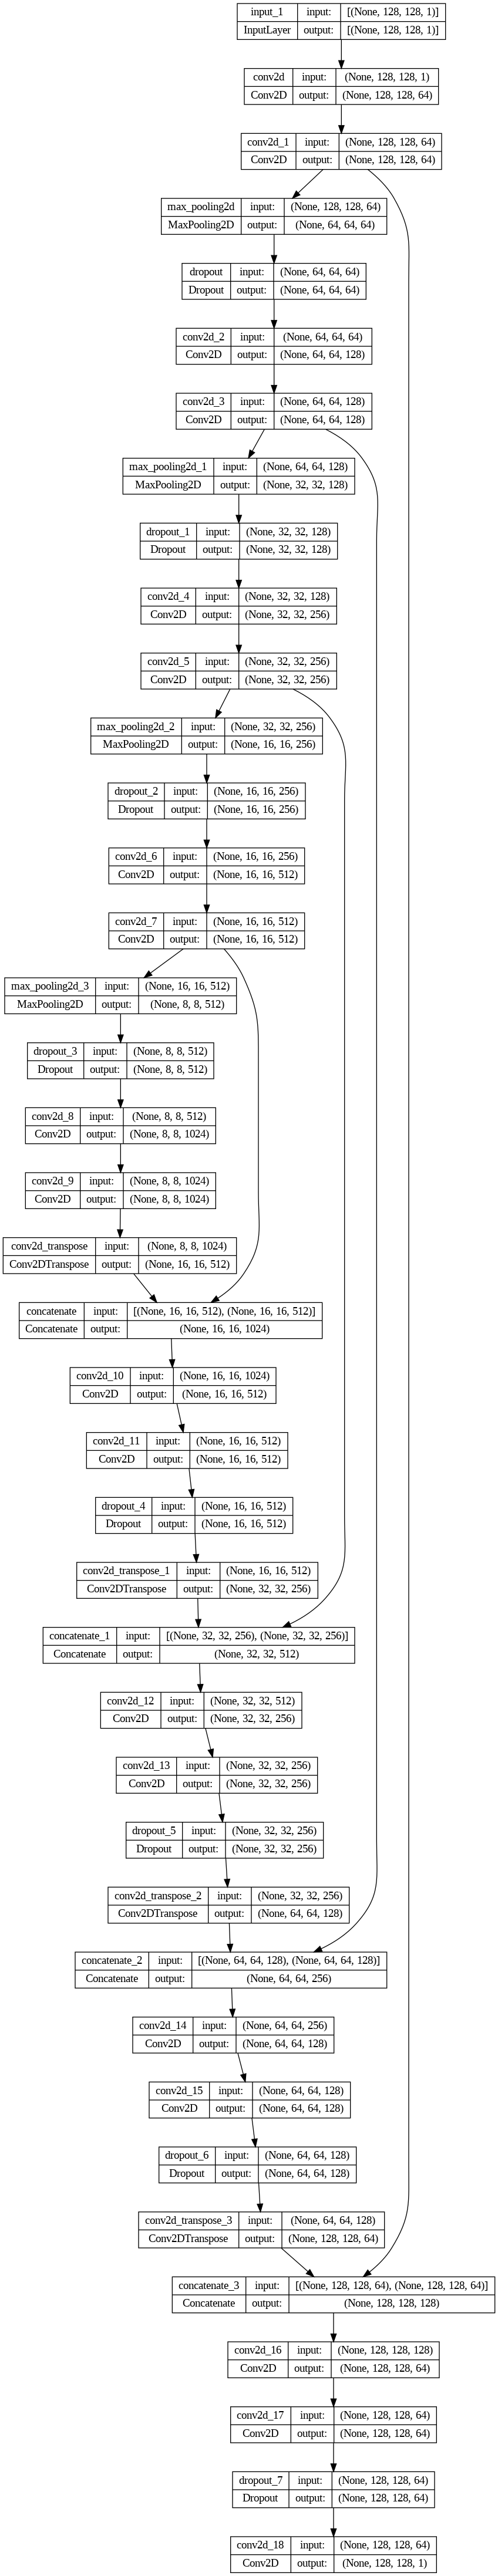 input_1 input: [(None, 128, 128, 1)]
InputLayer output: [(None, 128, 128, 1)]
conv2d input: (None, 128, 128, 1)
Conv2D output: (None, 128, 128, 64)
conv2d_1 input: (None, 128, 128, 64)
Conv2D output: (None, 128, 128, 64)
max_pooling2d input: (None, 128, 128, 64)
MaxPooling2D output: (None, 64, 64, 64)
dropout input: (None, 64, 64, 64)
Dropout output: (None, 64, 64, 64)
conv2d_2 input: (None, 64, 64, 64)
Conv2D output: (None, 64, 64, 128)
conv2d_3 input: (None, 64, 64, 128)
Conv2D output: (None, 64, 64, 128)
max_pooling2d_1 input: (None, 64, 64, 128)
MaxPooling2D output: (None, 32, 32, 128)
dropout_1 input: (None, 32, 32, 128)
Dropout output: (None, 32, 32, 128)
conv2d_4 input: (None, 32, 32, 128)
Conv2D output: (None, 32, 32, 256)
conv2d_5 input: (None, 32, 32, 256)
Conv2D output: (None, 32, 32, 256)
max_pooling2d_2 input: (None, 32, 32, 256)
MaxPooling2D output: (None, 16, 16, 256)
dropout_2 input: (None, 16, 16, 256)
Dropout output: (None, 16, 16, 256)
conv2d_6 input: (None, 16, 16, 256)
Conv2D output: (None, 16, 16, 512)
conv2d_7 input: (None, 16, 16, 512)
Conv2D output: (None, 16, 16, 512)
max_pooling2d_3 input: (None, 16, 16, 512)
MaxPooling2D output: (None, 8, 8, 512)
dropout_3 input: (None, 8, 8, 512)
Dropout output: (None, 8, 8, 512)
conv2d_8 input: (None, 8, 8, 512)
Conv2D output: (None, 8, 8, 1024)
conv2d_9 input: (None, 8, 8, 1024)
Conv2D output: (None, 8, 8, 1024)
conv2d_transpose input: (None, 8, 8, 1024)
Conv2DTranspose output: (None, 16, 16, 512)
concatenate input: [(None, 16, 16, 512), (None, 16, 16, 512)]
Concatenate output: (None, 16, 16, 1024)
conv2d_10 input: (None, 16, 16, 1024)
Conv2D output: (None, 16, 16, 512)
conv2d_11 input: (None, 16, 16, 512)
Conv2D output: (None, 16, 16, 512)
dropout_4 input: (None, 16, 16, 512)
Dropout output: (None, 16, 16, 512)
conv2d_transpose_1 input: (None, 16, 16, 512)
Conv2DTranspose output: (None, 32, 32, 256)
concatenate_1 input: [(None, 32, 32, 256), (None, 32, 32, 256)]
Concatenate output: (None, 32, 32, 512)
conv2d_12 input: (None, 32, 32, 512)
Conv2D output: (None, 32, 32, 256)
conv2d_13 input: (None, 32, 32, 256)
Conv2D output: (None, 32, 32, 256)
dropout_5 input: (None, 32, 32, 256)
Dropout output: (None, 32, 32, 256)
conv2d_transpose_2 input: (None, 32, 32, 256)
Conv2DTranspose output: (None, 64, 64, 128)
concatenate_2 input: [(None, 64, 64, 128), (None, 64, 64, 128)]
Concatenate output: (None, 64, 64, 256)
conv2d_14 input: (None, 64, 64, 256)
Conv2D output: (None, 64, 64, 128)
conv2d_15 input: (None, 64, 64, 128)
Conv2D output: (None, 64, 64, 128)
dropout_6 input: (None, 64, 64, 128)
Dropout output: (None, 64, 64, 128)
conv2d_transpose_3 input: (None, 64, 64, 128)
Conv2DTranspose output: (None, 128, 128, 64)
concatenate_3 input: [(None, 128, 128, 64), (None, 128, 128, 64)]
Concatenate output: (None, 128, 128, 128)
conv2d_16 input: (None, 128, 128, 128)
Conv2D output: (None, 128, 128, 64)
conv2d_17 input: (None, 128, 128, 64)
Conv2D output: (None, 128, 128, 64)
dropout_7 input: (None, 128, 128, 64)
Dropout output: (None, 128, 128, 64)
conv2d_18 input: (None, 128, 128, 64)
Conv2D output: (None, 128, 128, 1)